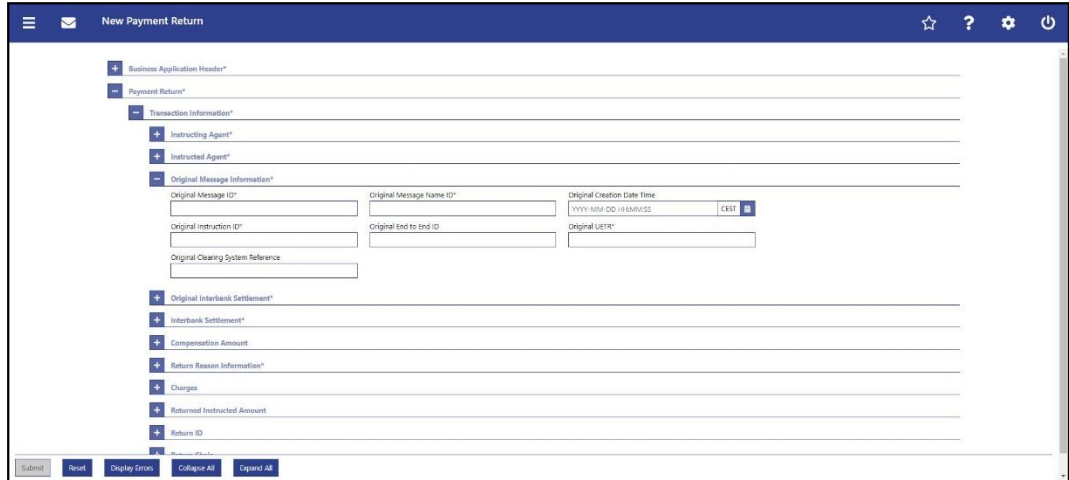 New Payment Return
?
+ Business Application Header*
− Payment Return*
− Transaction Information*
+ Instructing Agent*
+ Instructed Agent*
− Original Message Information*
Original Message ID* Original Message Name ID* Original Creation Date Time
YYYY-MM-DD HH:MM:SS CEST
Original Instruction ID* Original End to End ID Original UETR*
Original Clearing System Reference
+ Original Interbank Settlement*
+ Interbank Settlement*
+ Compensation Amount
+ Return Reason Information*
+ Charges
+ Returned Instructed Amount
+ Return ID
Return Chain
Submit Reset Display Errors Collapse All Expand All